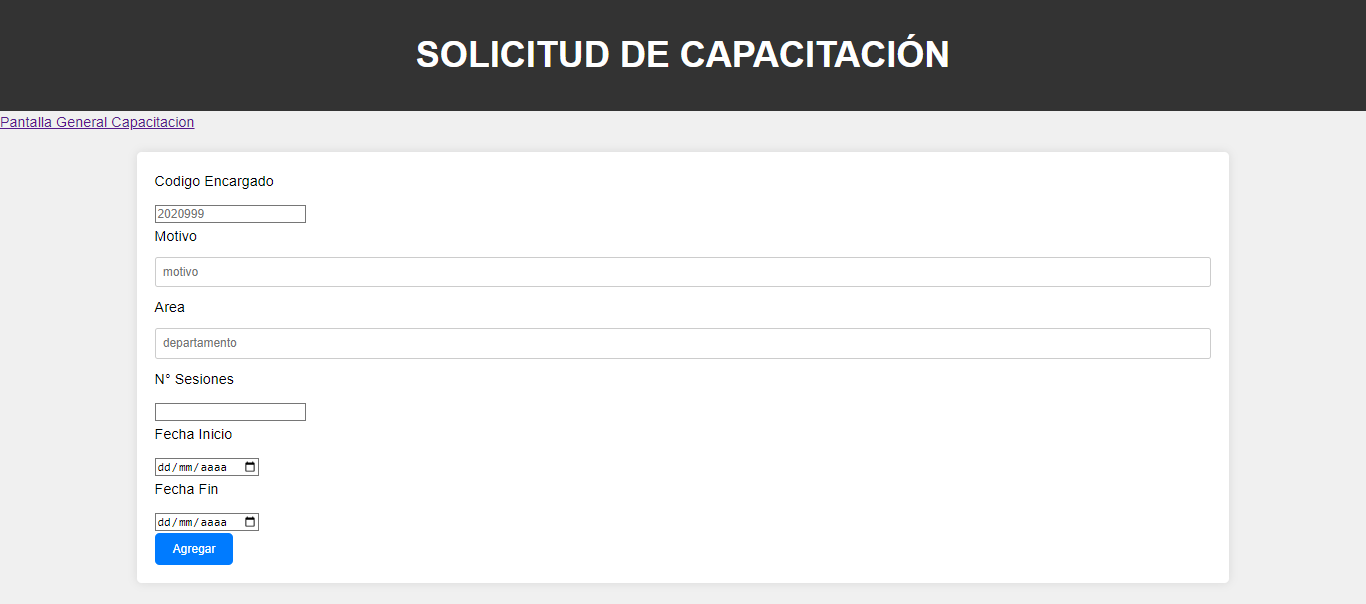 SOLICITUD DE CAPACITACIÓN
Pantalla General Capacitacion
Codigo Encargado
2020999
Motivo
motivo
Area
departamento
N° Sesiones
Fecha Inicio
dd/mm/aaaa
Fecha Fin
dd/mm/aaaa
Agregar